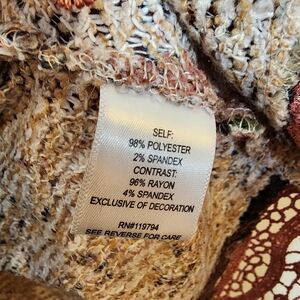 SELF:
98% POLYESTER
2% SPANDEX
CONTRAST:
96% RAYON
4% SPANDEX
EXCLUSIVE OF DECORATION
RN#119794
SEE REVERSE FOR CARE